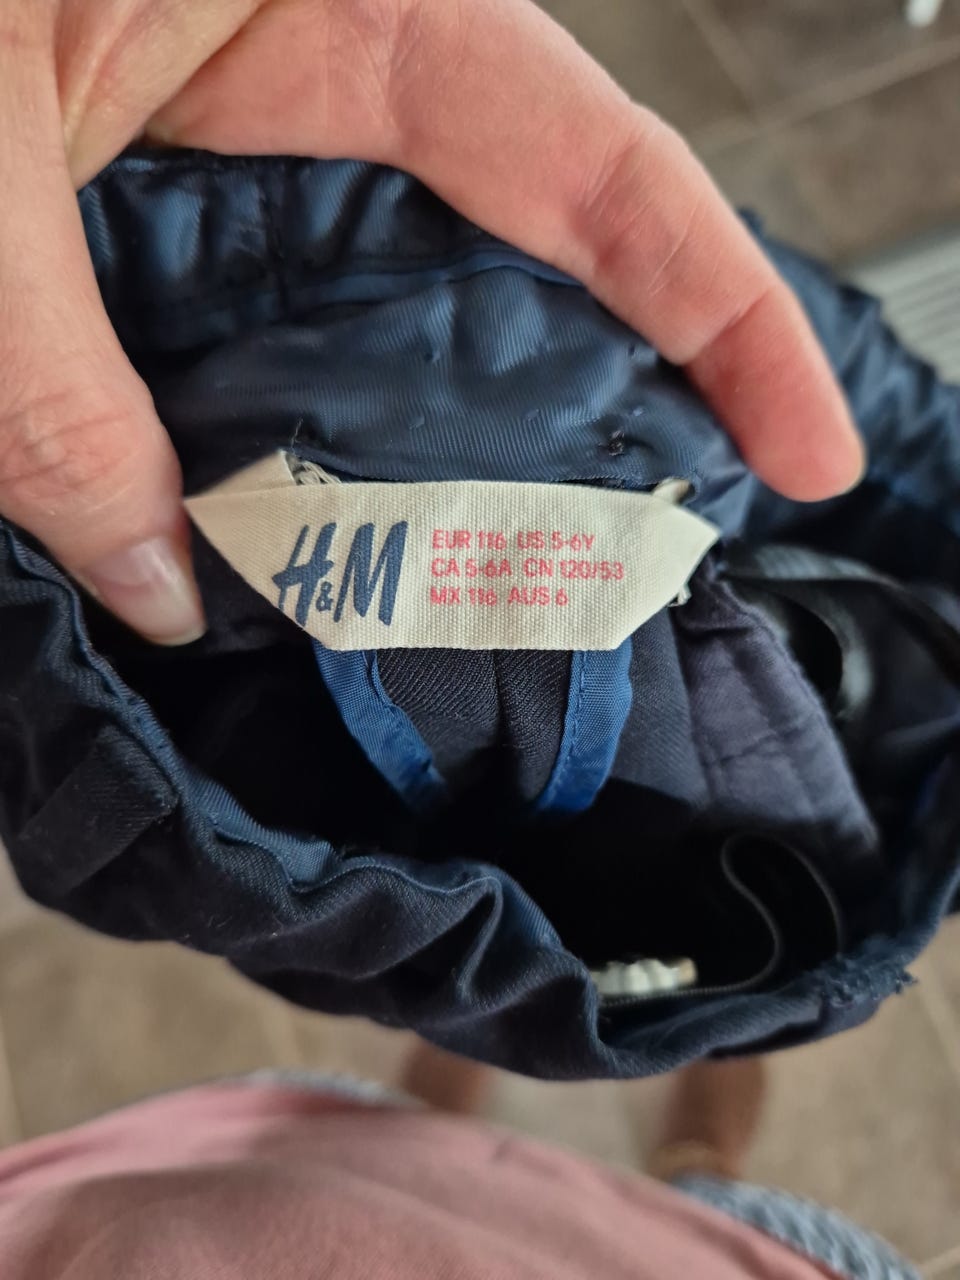 H&M
EUR 116 US 5-6Y
CA 5-6A CN 120/53
MX 116 AUS 6